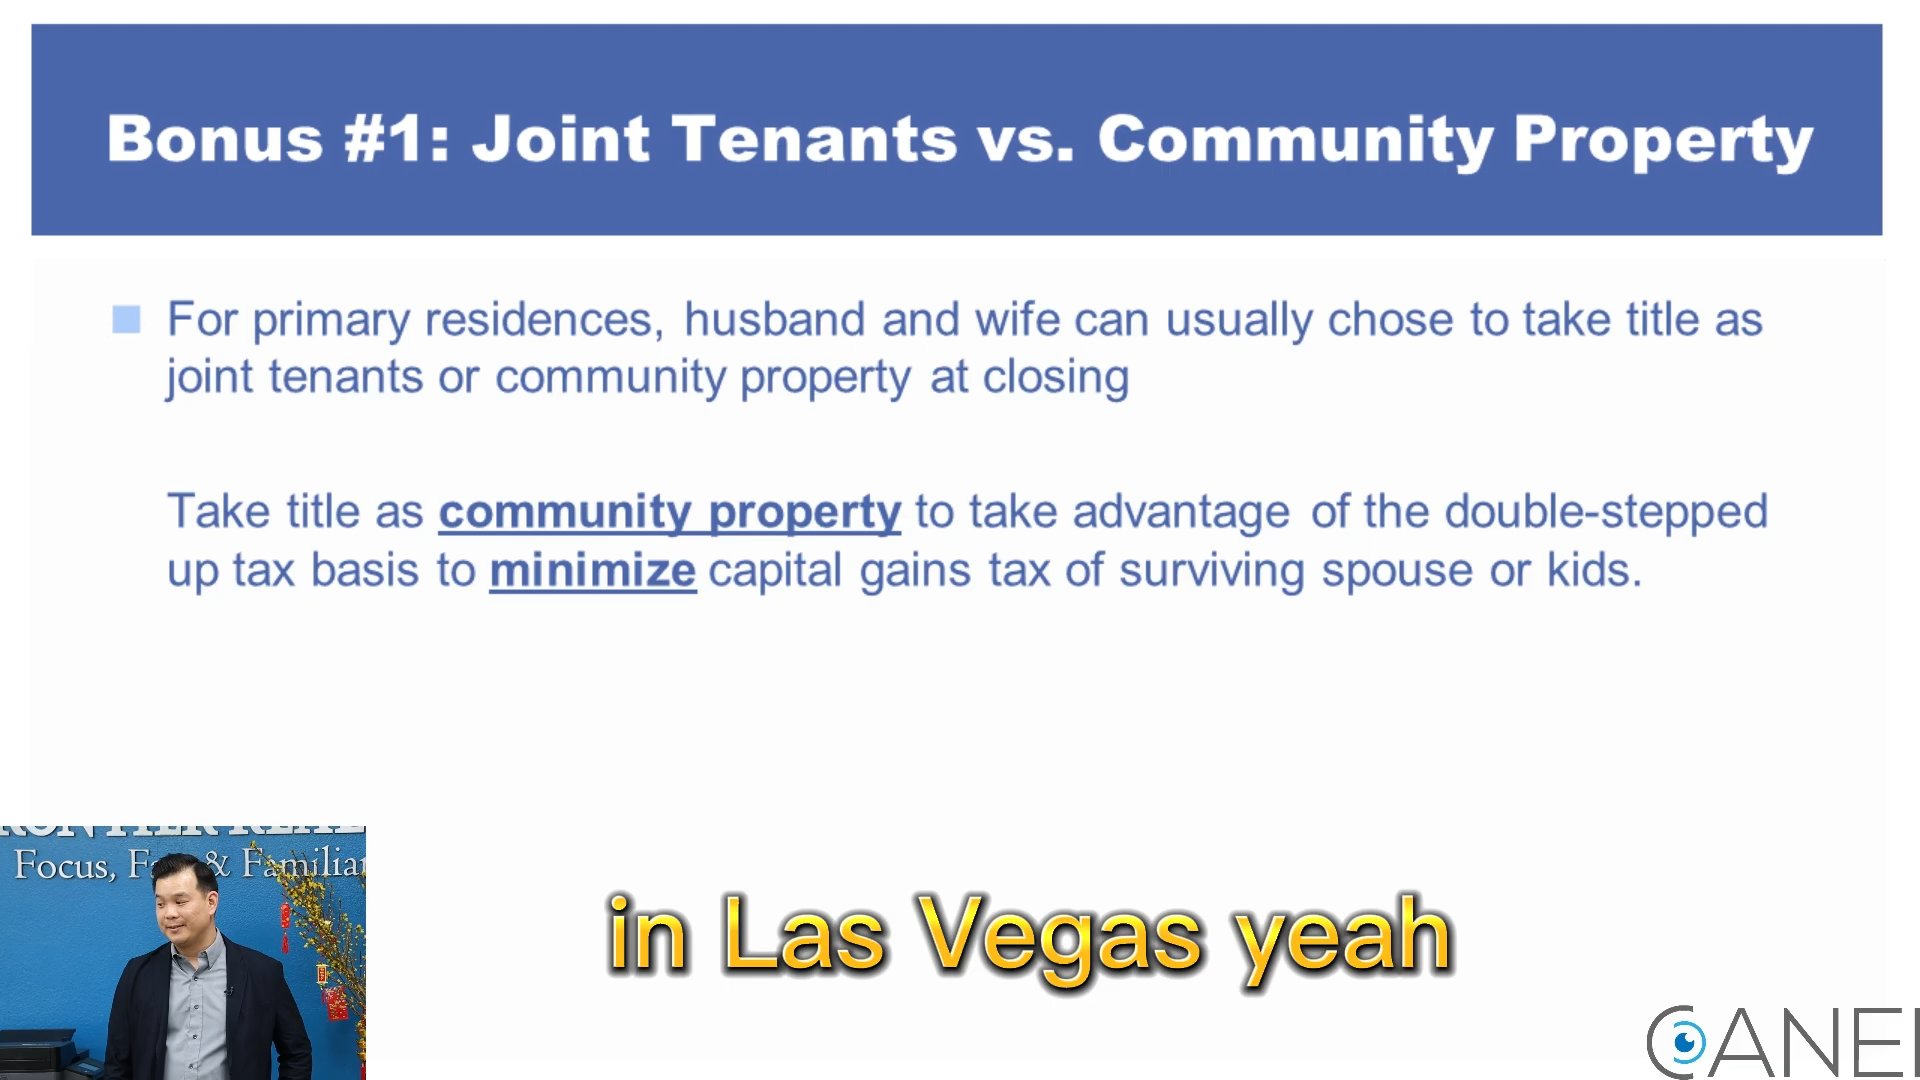 Bonus #1: Joint Tenants vs. Community Property
For primary residences, husband and wife can usually chose to take title as
joint tenants or community property at closing
Take title as community property to take advantage of the double-stepped
up tax basis to minimize capital gains tax of surviving spouse or kids.
Focus, & Familiar
in Las Vegas yeah
CANEI